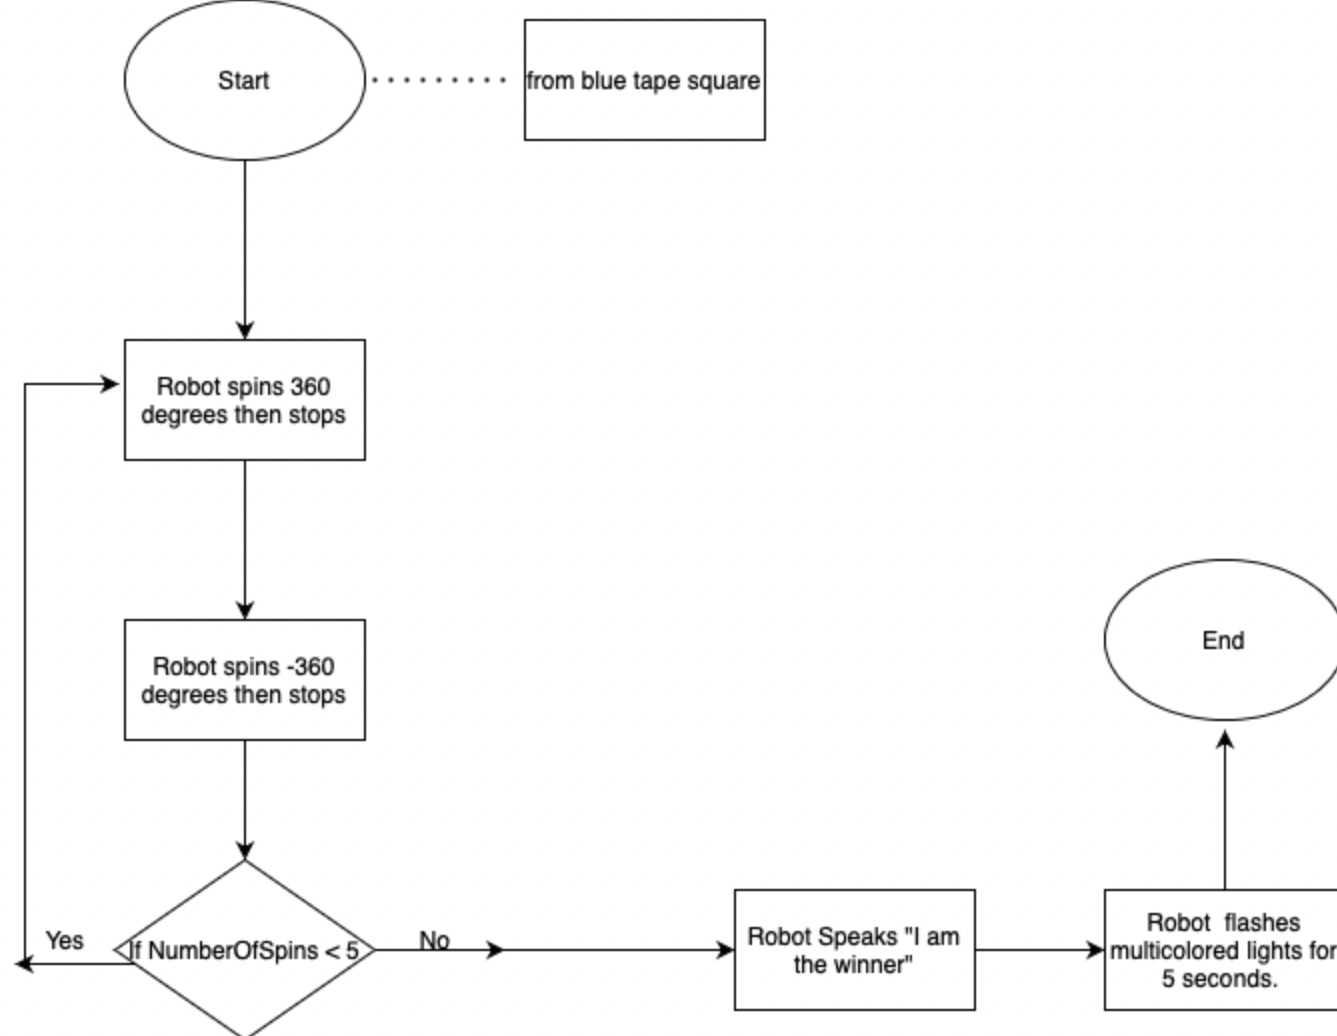 Start
from blue tape square
Robot spins 360
degrees then stops
Robot spins -360
degrees then stops
Yes
If NumberOfSpins < 5
No
Robot Speaks "I am
the winner"
Robot  flashes
multicolored lights for
5 seconds.
End